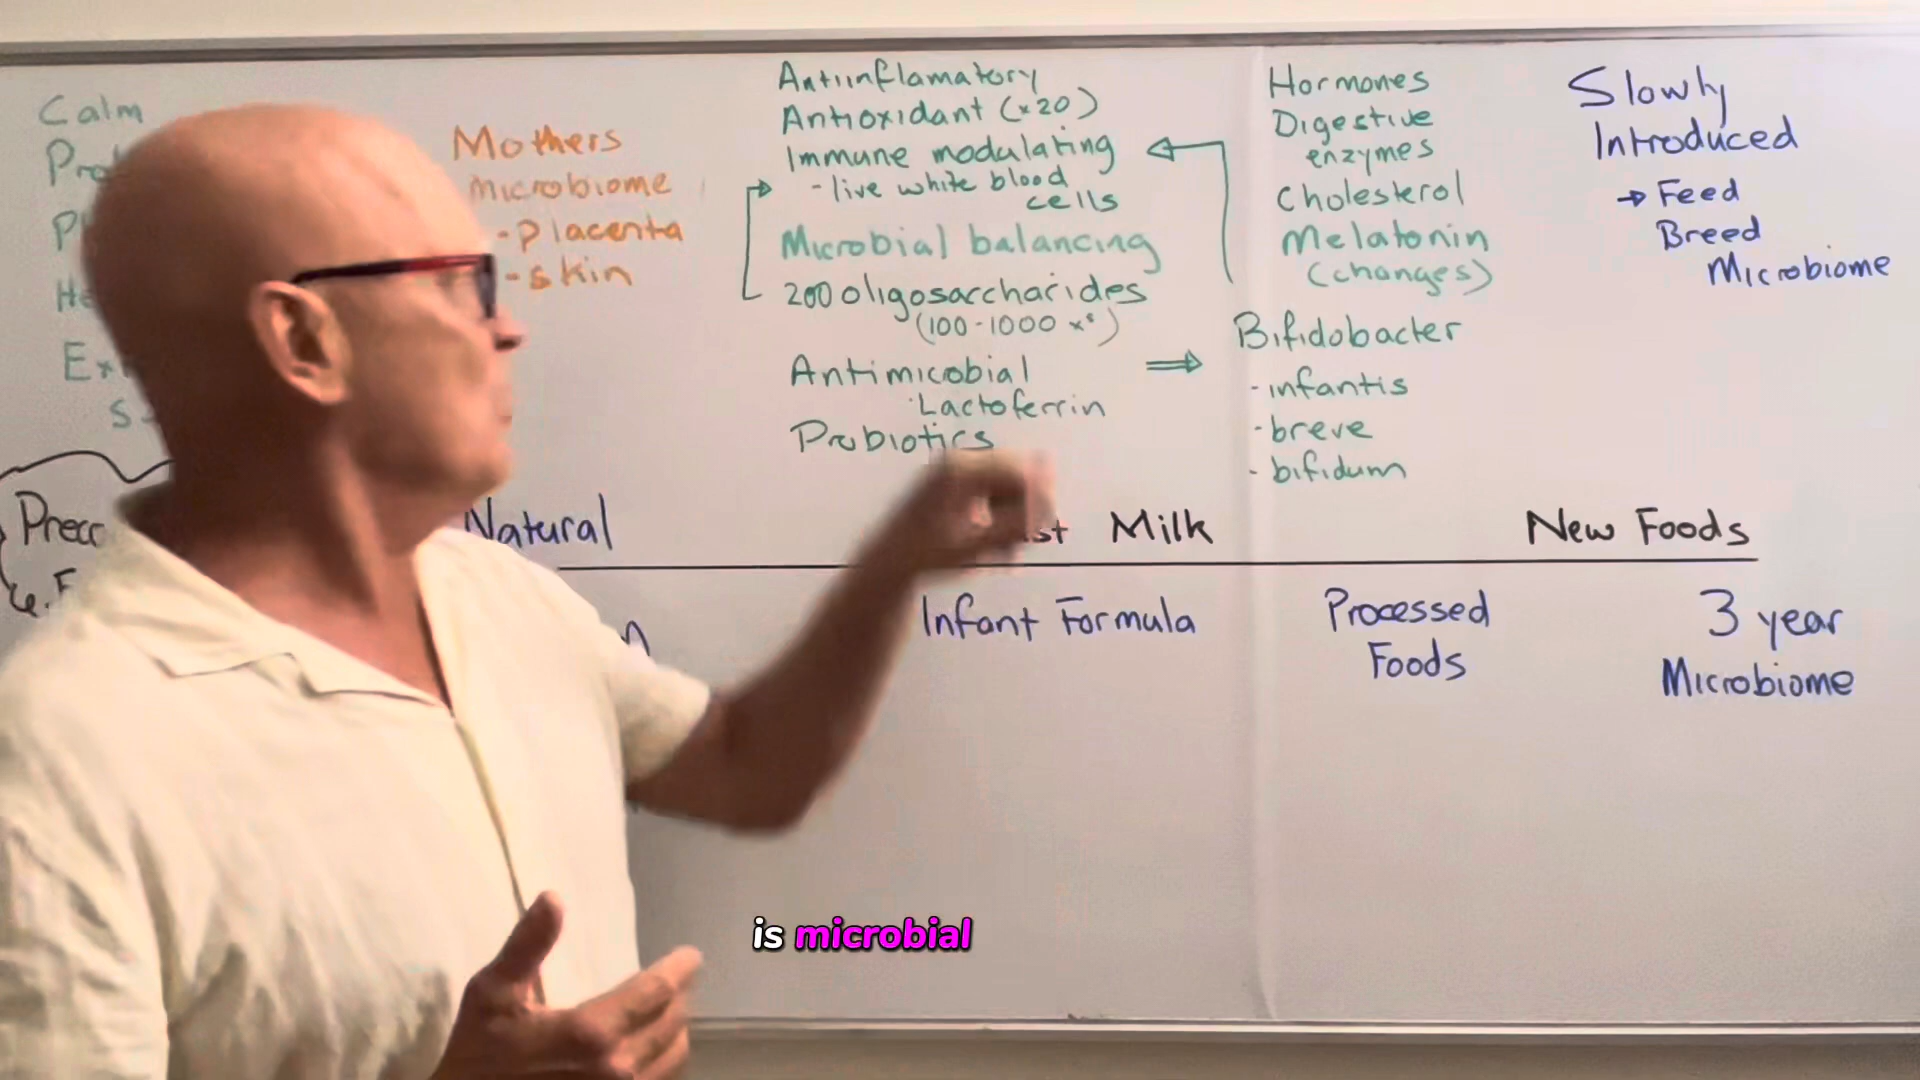 Calm
Mothers
microbiome
-placenta
-skin
Antiinflamatory
Antioxidant (x20)
Immune modulating
-live white blood
cells
Microbial balancing
200 oligosaccharides
(100-1000 x's)
Antimicobial
Lactoferrin
Probiotics
Hormones
Digestive
enzymes
Cholesterol
Melatonin
(changes)
Bifidobacter
-infantis
-breve
-bifidum
Slowly
Introduced
→ Feed
Breed
Microbiome
Natural
Milk
New Foods
Infant Formula
Processed
Foods
3 year
Microbiome
is microbial